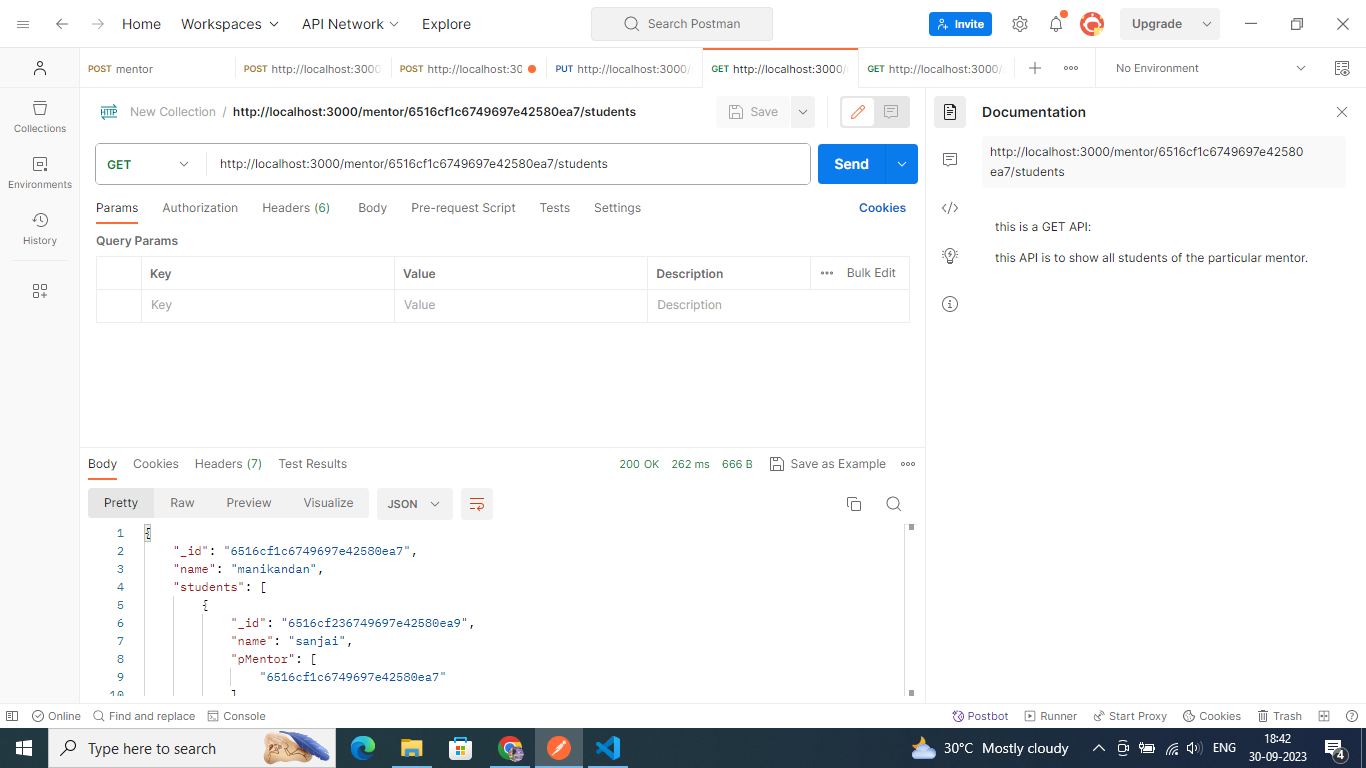 Home Workspaces API Network Explore Search Postman Invite Upgrade
POST mentor POST http://localhost:3000 POST http://localhost:30 PUT http://localhost:3000/ GET http://localhost:3000/ GET http://localhost:3000/ No Environment
HTTP New Collection / http://localhost:3000/mentor/6516cf1c6749697e42580ea7/students Save
GET http://localhost:3000/mentor/6516cf1c6749697e42580ea7/students Send
Params Authorization Headers (6) Body Pre-request Script Tests Settings Cookies
Query Params
Key Value Description Bulk Edit
Key Value Description
Collections
Environments
History
Documentation
http://localhost:3000/mentor/6516cf1c6749697e42580
ea7/students
this is a GET API:
this API is to show all students of the particular mentor.
Body Cookies Headers (7) Test Results 200 OK 262 ms 666 B Save as Example
Pretty Raw Preview Visualize JSON
1 {
2 "_id": "6516cf1c6749697e42580ea7",
3 "name": "manikandan",
4 "students": [
5 {
6 "_id": "6516cf236749697e42580ea9",
7 "name": "sanjai",
8 "pMentor": [
9 "6516cf1c6749697e42580ea7"
10 ]
Online Find and replace Console Postbot Runner Start Proxy Cookies Trash
Type here to search 30°C Mostly cloudy ENG 18:42
30-09-2023 4